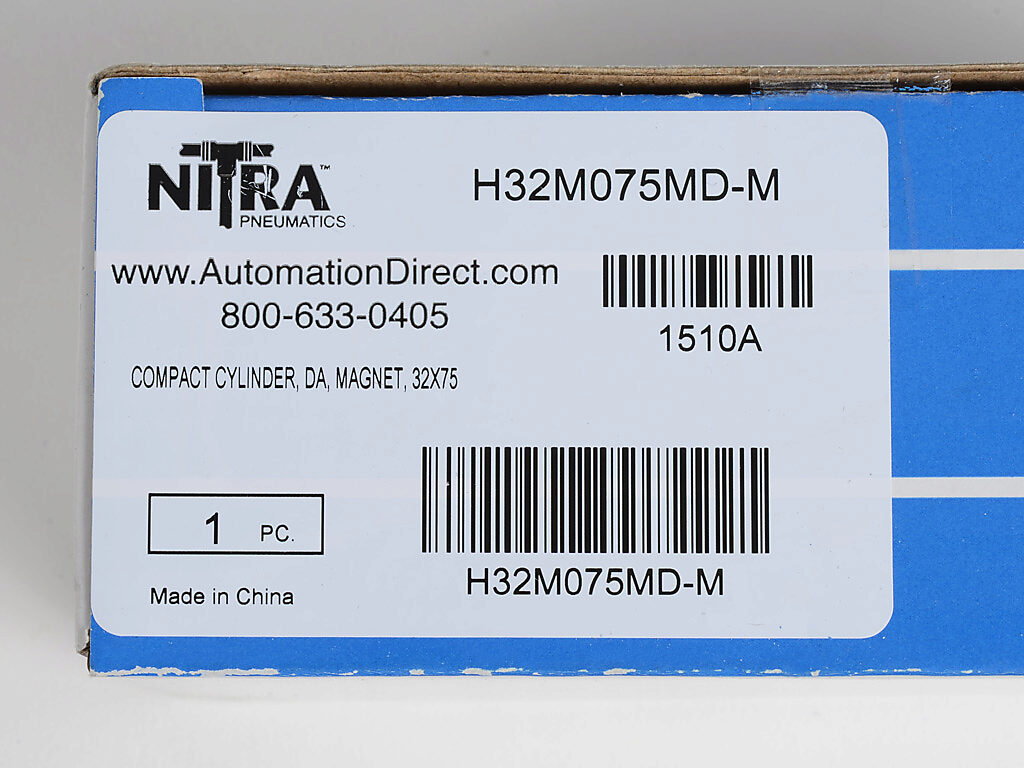 NITRA™
PNEUMATICS
H32M075MD-M
www.AutomationDirect.com
800-633-0405
1510A
COMPACT CYLINDER, DA, MAGNET, 32X75
1 PC.
H32M075MD-M
Made in China